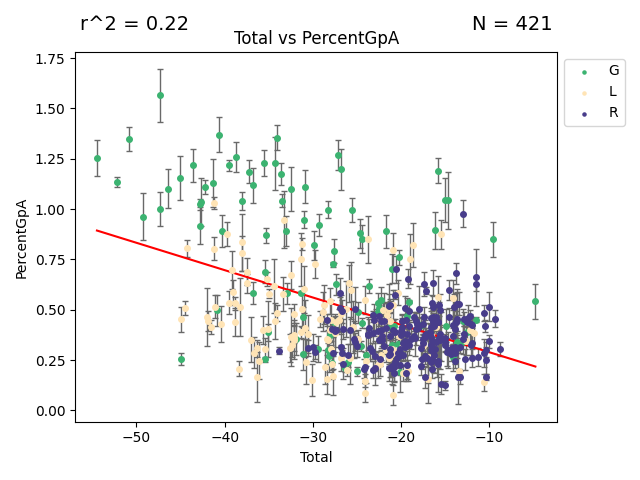 r^2 = 0.22
N = 421
Total vs PercentGpA
1.75
1.50
1.25
1.00
0.75
0.50
0.25
0.00
PercentGpA
−50
−40
−30
−20
−10
Total
G
L
R